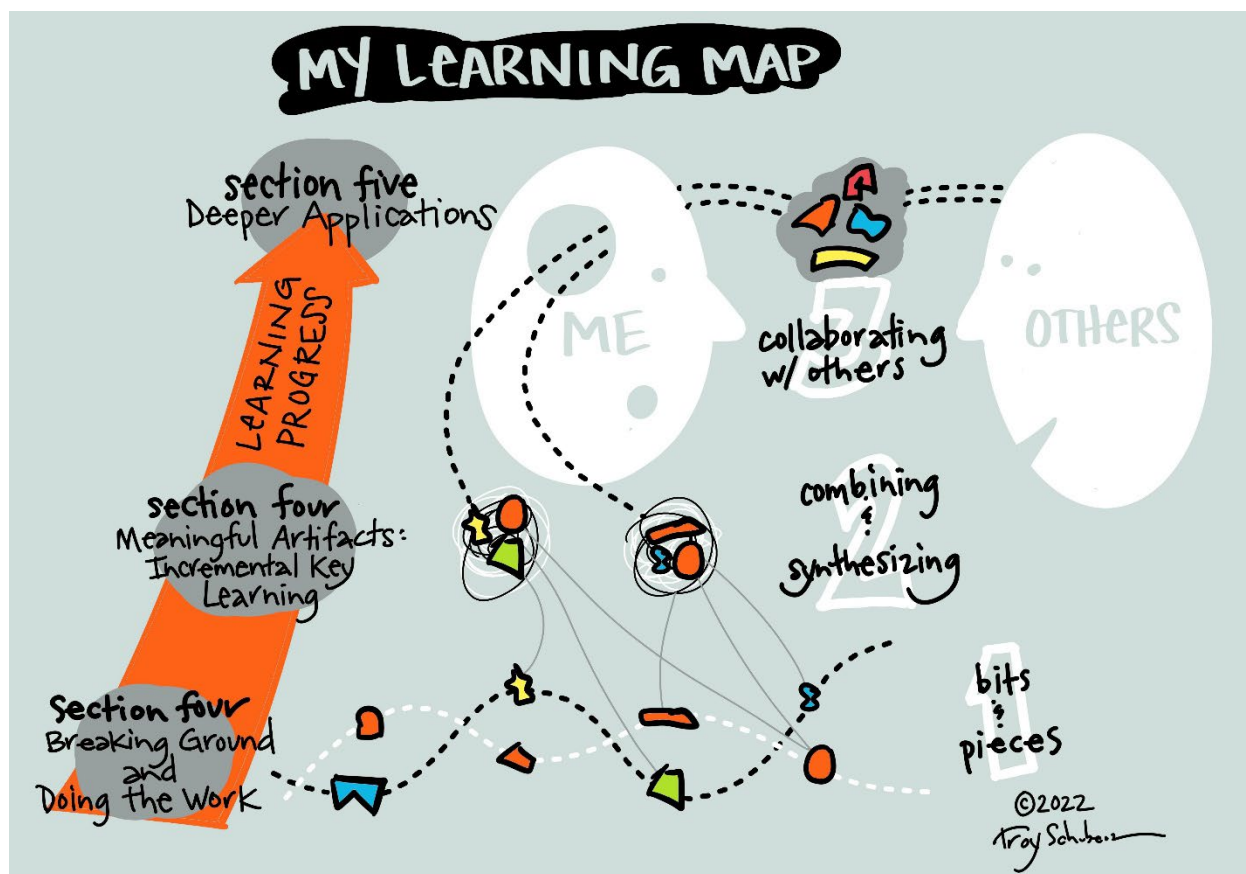 MY LEARNING MAP
section five
Deeper Applications
LEARNING
PROGRESS
ME
OTHERS
3
collaborating
w/ others
section four
Meaningful Artifacts:
Incremental Key
Learning
2
combining
&
synthesizing
section four
Breaking Ground
and
Doing the Work
1
bits
&
pieces
©2022
Troy